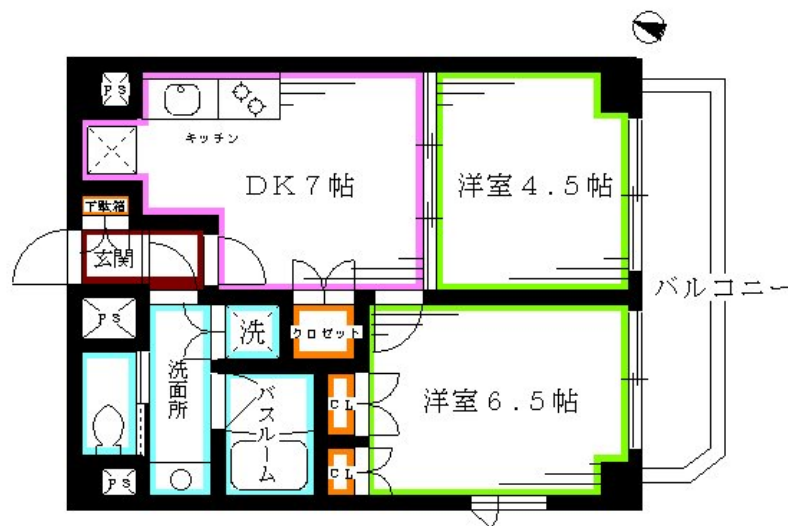 PS
キッチン
DK7帖
洋室4.5帖
下駄箱
玄関
バルコニー
PS
洗
クロゼット
洗面所
バスルーム
CL
洋室6.5帖
PS
CL